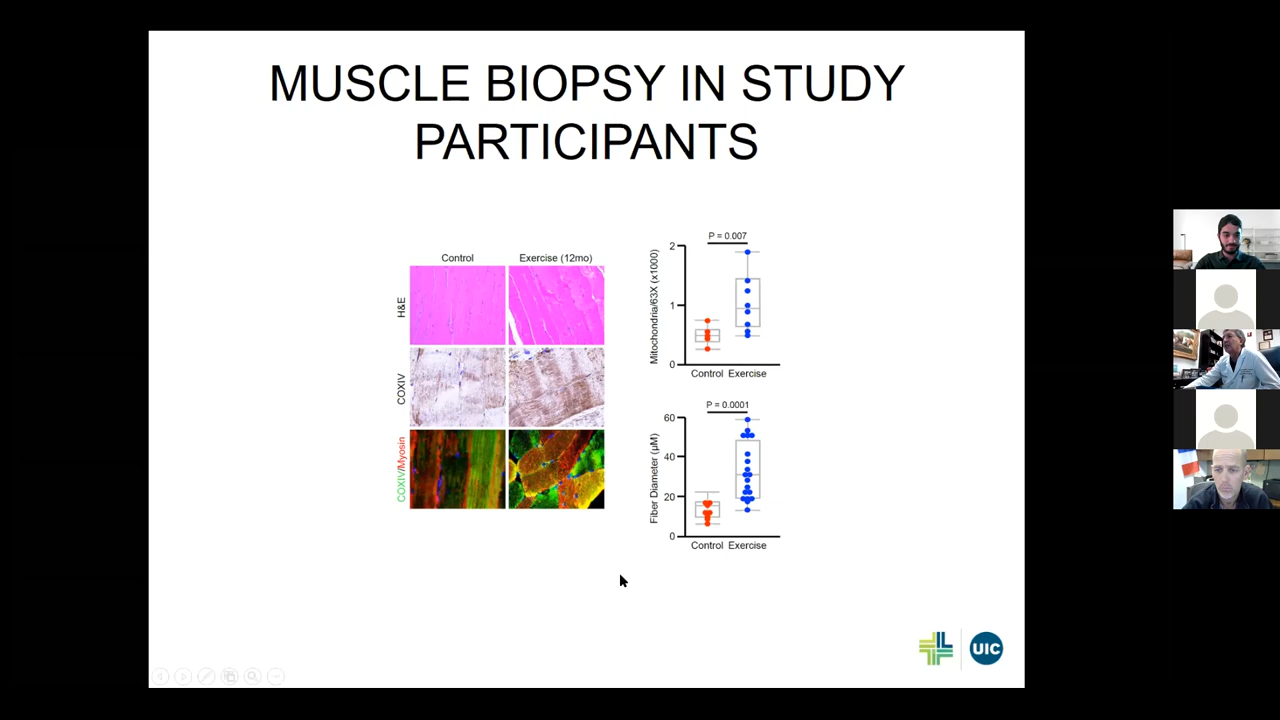 MUSCLE BIOPSY IN STUDY
PARTICIPANTS
Control
Exercise (12mo)
H&E
COXIV
COXIV/Myosin
P = 0.007
Mitochondria/63X (x1000)
2
1
0
Control Exercise
P = 0.0001
Fiber Diameter (µM)
60
40
20
0
Control Exercise
UIC